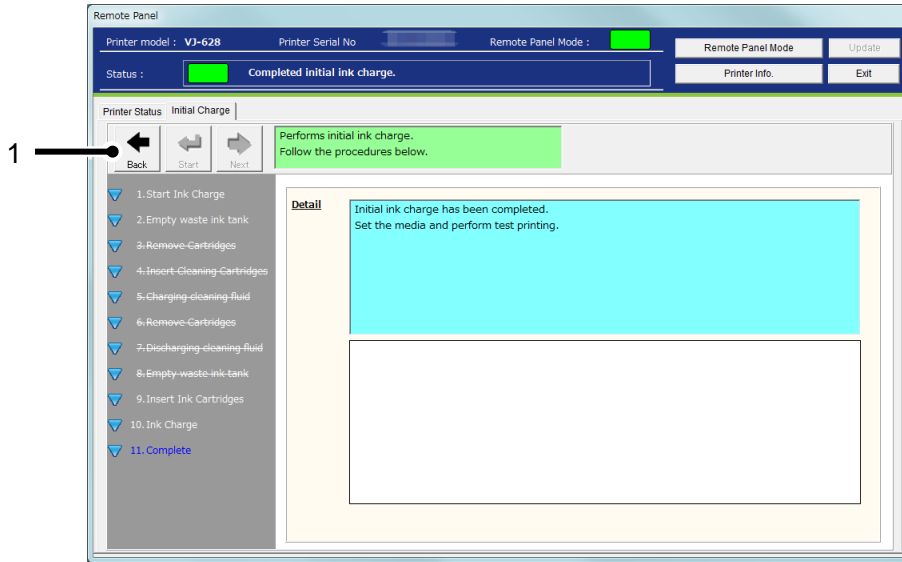 Remote Panel
Printer model : VJ-628 Printer Serial No Remote Panel Mode :
Remote Panel Mode Update
Status : Completed initial ink charge.
Printer Info. Exit
Printer Status Initial Charge
1
Back Start Next
Performs initial ink charge.
Follow the procedures below.
1.Start Ink Charge
2.Empty waste ink tank
3.Remove Cartridges
4.Insert Cleaning Cartridges
5.Charging cleaning fluid
6.Remove Cartridges
7.Discharging cleaning fluid
8.Empty waste ink tank
9.Insert Ink Cartridges
10.Ink Charge
11.Complete
Detail
Initial ink charge has been completed.
Set the media and perform test printing.